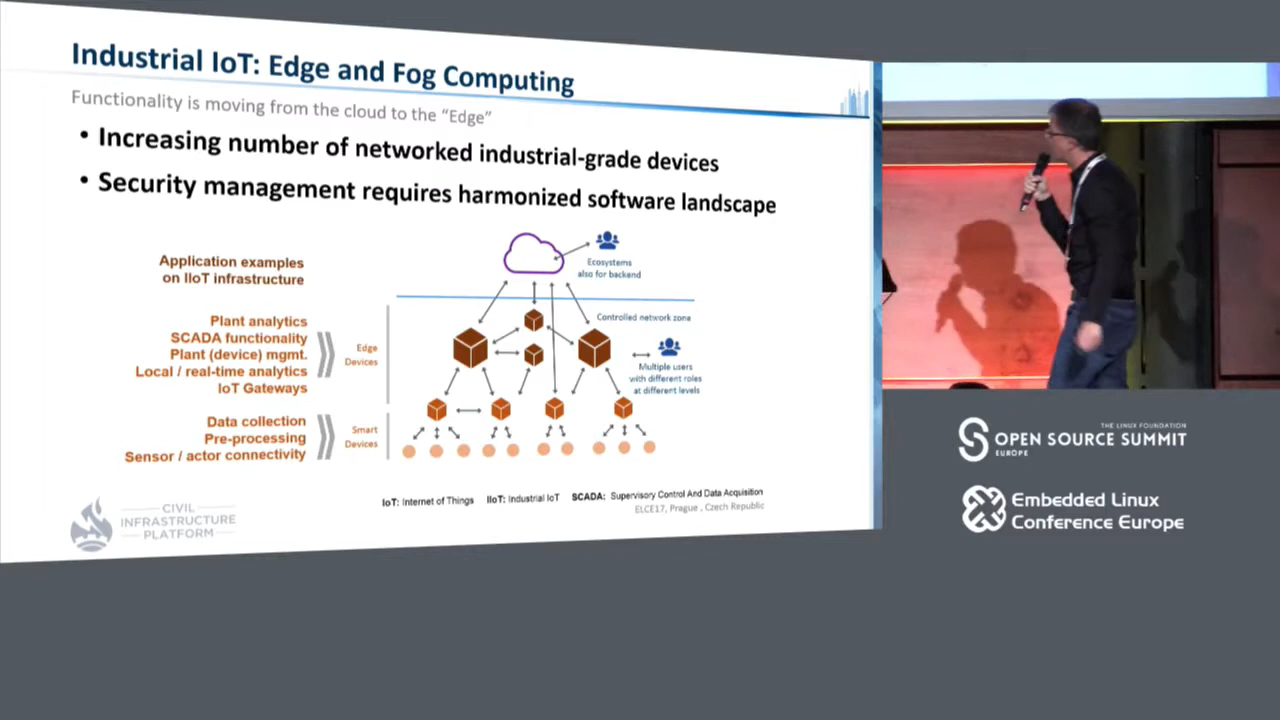 Industrial IoT: Edge and Fog Computing
Functionality is moving from the cloud to the "Edge"
• Increasing number of networked industrial-grade devices
• Security management requires harmonized software landscape
Application examples
on IIoT infrastructure
Ecosystems
also for backend
Controlled network zone
Plant analytics
SCADA functionality
Plant (device) mgmt.
Local / real-time analytics
IoT Gateways
Edge
Devices
Multiple users
with different roles
at different levels
Data collection
Pre-processing
Sensor / actor connectivity
Smart
Devices
IoT: Internet of Things IIoT: Industrial IoT SCADA: Supervisory Control And Data Acquisition
ELCE17, Prague , Czech Republic
CIVIL
INFRASTRUCTURE
PLATFORM
THE LINUX FOUNDATION
OPEN SOURCE SUMMIT
EUROPE
Embedded Linux
Conference Europe